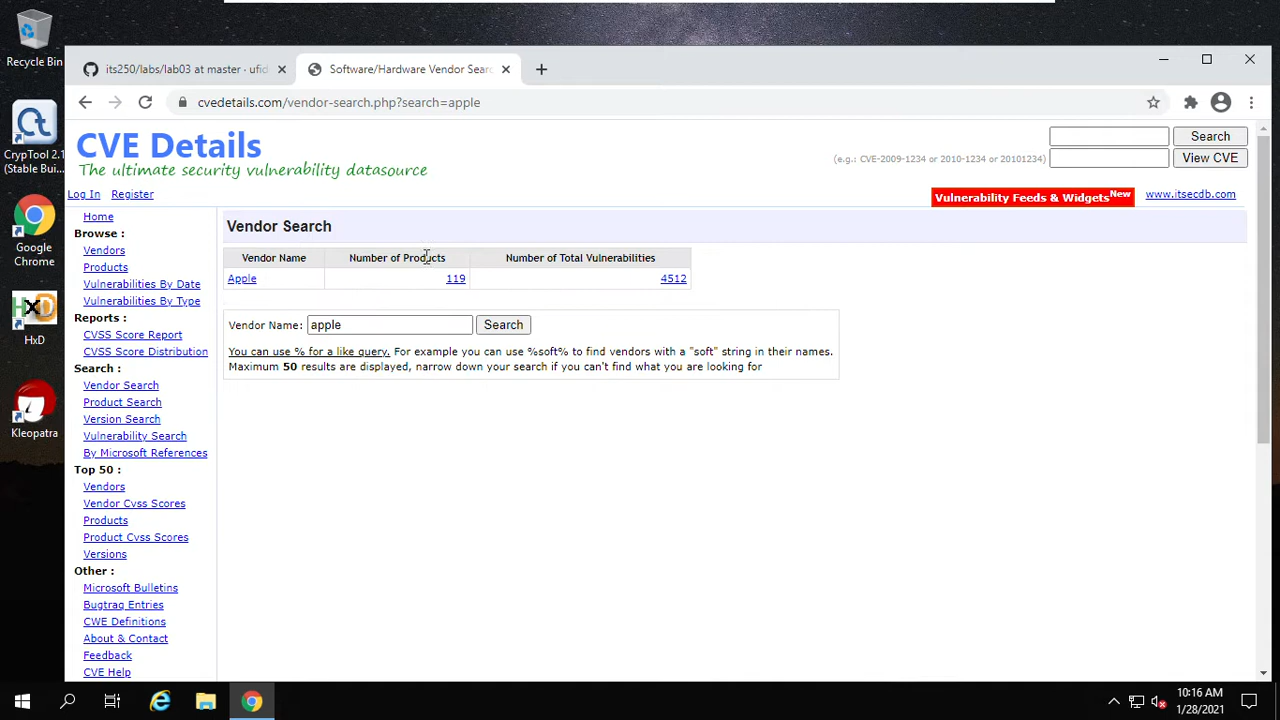 Recycle Bin
CrypTool 2.1
(Stable Bui...
Google
Chrome
HxD
Kleopatra
its250/labs/lab03 at master · ufid
Software/Hardware Vendor Searc
cvedetails.com/vendor-search.php?search=apple
CVE Details
The ultimate security vulnerability datasource
Search
(e.g.: CVE-2009-1234 or 2010-1234 or 20101234)
View CVE
Log In
Register
Vulnerability Feeds & Widgets New
www.itsecdb.com
Home
Browse :
Vendors
Products
Vulnerabilities By Date
Vulnerabilities By Type
Reports :
CVSS Score Report
CVSS Score Distribution
Search :
Vendor Search
Product Search
Version Search
Vulnerability Search
By Microsoft References
Top 50 :
Vendors
Vendor Cvss Scores
Products
Product Cvss Scores
Versions
Other :
Microsoft Bulletins
Bugtraq Entries
CWE Definitions
About & Contact
Feedback
CVE Help
Vendor Search
Vendor Name Number of Products Number of Total Vulnerabilities
Apple 119 4512
Vendor Name: apple Search
You can use % for a like query. For example you can use %soft% to find vendors with a "soft" string in their names.
Maximum 50 results are displayed, narrow down your search if you can't find what you are looking for
10:16 AM
1/28/2021